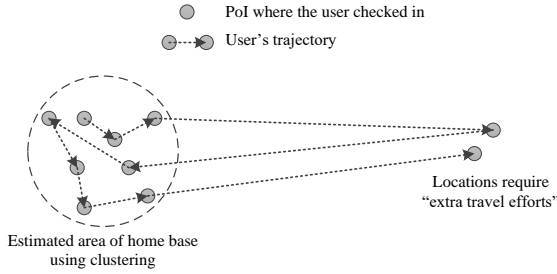 PoI where the user checked in
User's trajectory
Locations require
“extra travel efforts”
Estimated area of home base
using clustering